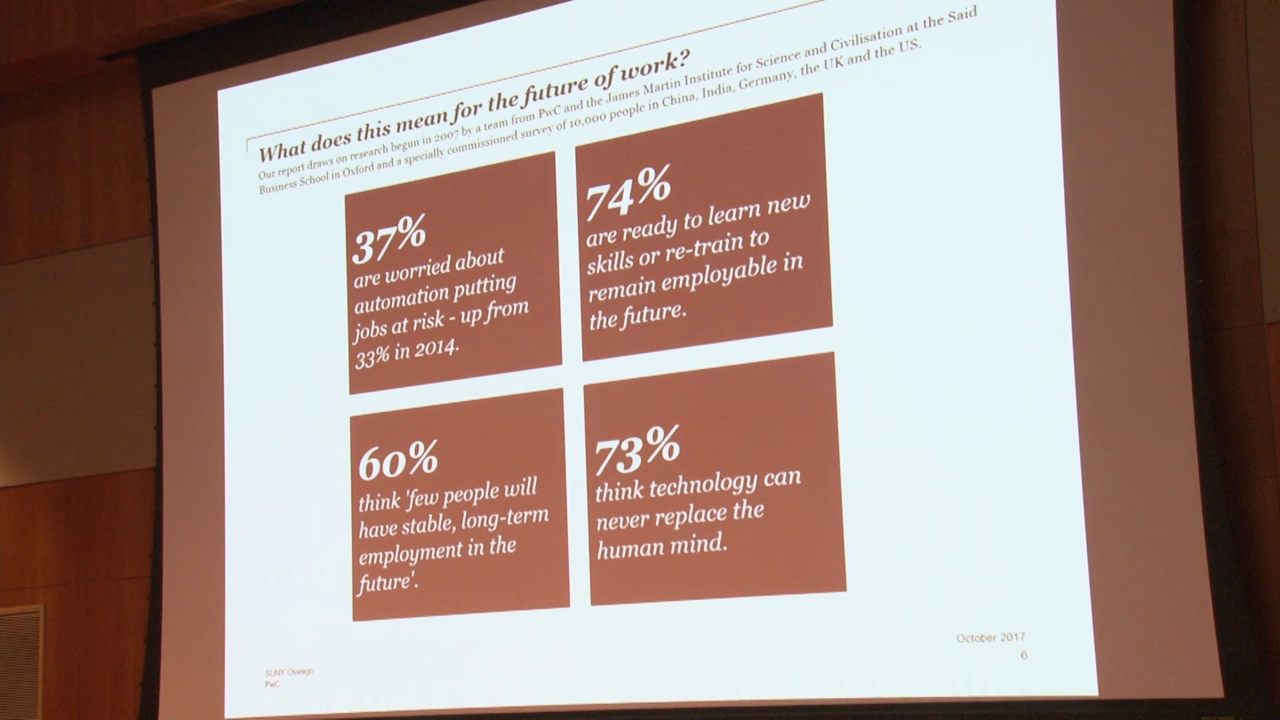 What does this mean for the future of work?
Our report draws on research begun in 2007 by a team from PwC and the James Martin Institute for Science and Civilisation at the Said
Business School in Oxford and a specially commissioned survey of 10,000 people in China, India, Germany, the UK and the US.
37%
are worried about
automation putting
jobs at risk - up from
33% in 2014.
74%
are ready to learn new
skills or re-train to
remain employable in
the future.
60%
think 'few people will
have stable, long-term
employment in the
future'.
73%
think technology can
never replace the
human mind.
SUNY Oswego
PwC
October 2017
6